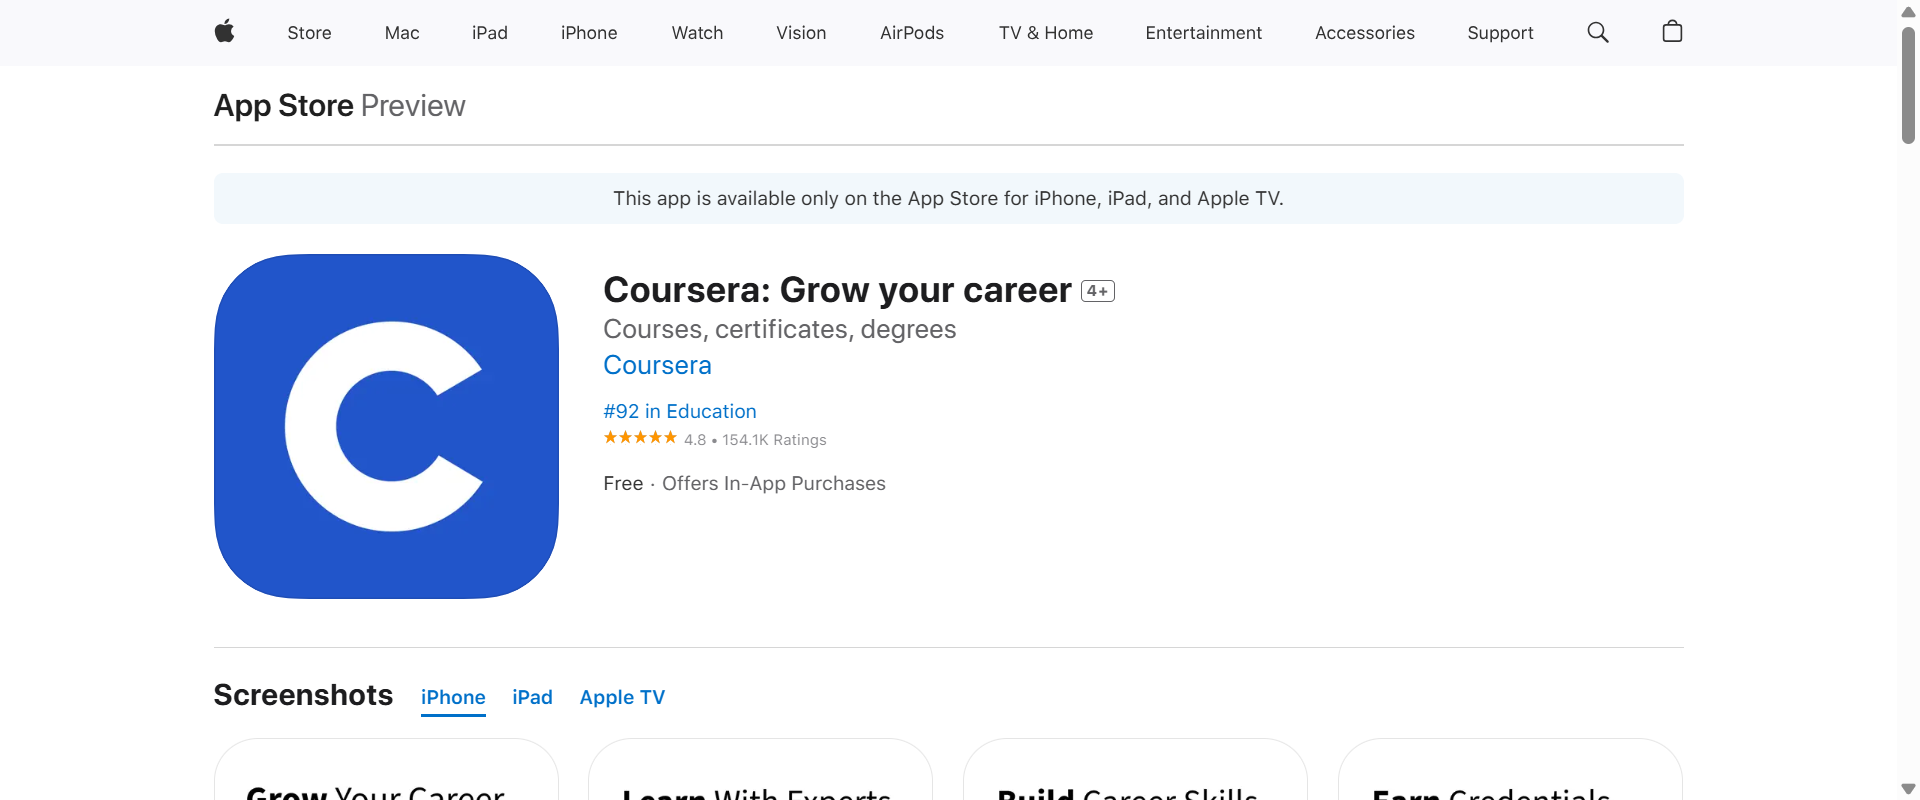 Store Mac iPad iPhone Watch Vision AirPods TV & Home Entertainment Accessories Support
App Store Preview
This app is available only on the App Store for iPhone, iPad, and Apple TV.
Coursera: Grow your career 4+
Courses, certificates, degrees
Coursera
#92 in Education
4.8 • 154.1K Ratings
Free · Offers In-App Purchases
Screenshots iPhone iPad Apple TV
Grow Your Career Learn With Experts Build Career Skills Earn Credentials